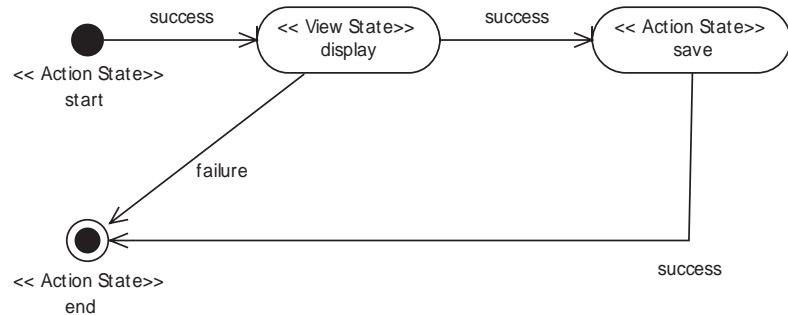 success
success
<< View State>>
display
<< Action State>>
save
<< Action State>>
start
failure
<< Action State>>
end
success